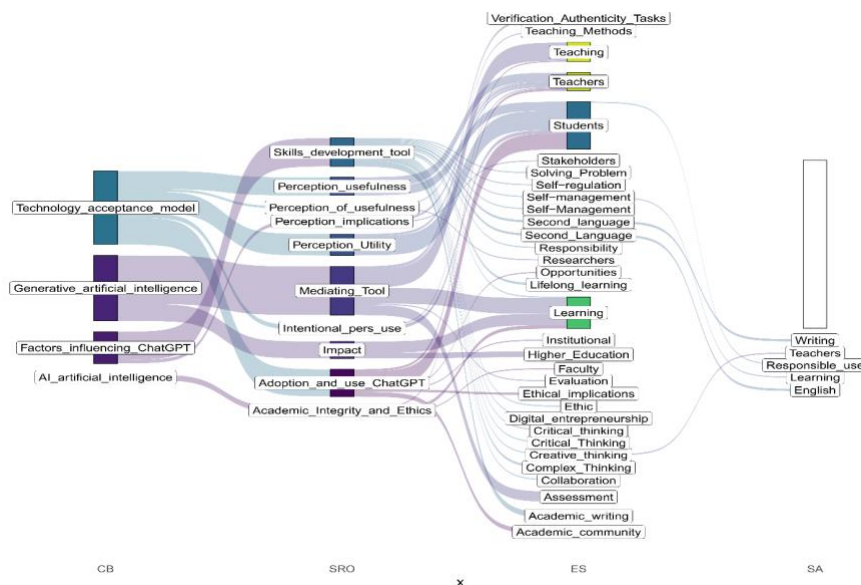 Technology_acceptance_model
Generative_artificial_intelligence
Factors_influencing_ChatGPT
AI_artificial_intelligence
Skills_development_tool
Perception_usefulness
Perception_of_usefulness
Perception_implications
Perception_Utility
Mediating_Tool
Intentional_pers_use
Impact
Adoption_and_use_ChatGPT
Academic_Integrity_and_Ethics
Verification_Authenticity_Tasks
Teaching_Methods
Teaching
Teachers
Students
Stakeholders
Solving_Problem
Self-regulation
Self-management
Self-Management
Second_language
Second_Language
Responsibility
Researchers
Opportunities
Lifelong_learning
Learning
Institutional
Higher_Education
Faculty
Evaluation
Ethical_implications
Ethic
Digital_entrepreneurship
Critical_thinking
Critical_Thinking
Creative_thinking
Complex_Thinking
Collaboration
Assessment
Academic_writing
Academic_community
Writing
Teachers
Responsible_use
Learning
English
CB
SRO
ES
SA
x